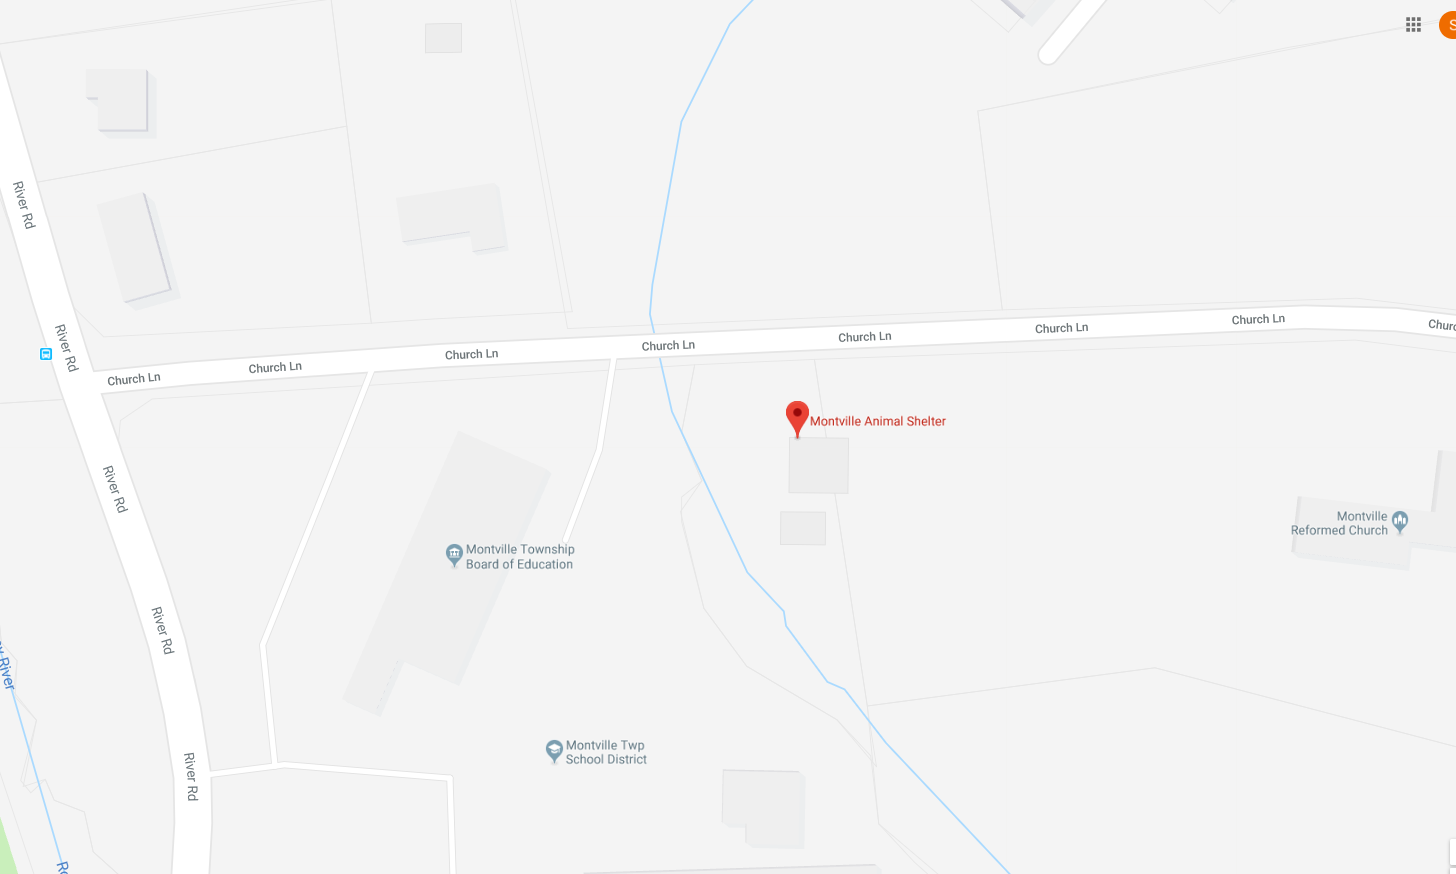 S
River Rd
River Rd
Church Ln
Church Ln
Church Ln
Church Ln
Church Ln
Church Ln
Church Ln
Churc
Montville Animal Shelter
River Rd
Montville
Reformed Church
Montville Township
Board of Education
River Rd
River
Montville Twp
School District
River Rd